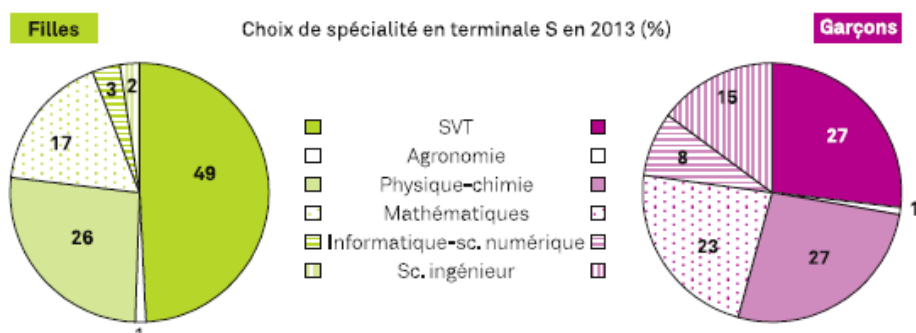 Filles Choix de spécialité en terminale S en 2013 (%) Garçons
3 2
17
49
26
1
SVT
Agronomie
Physique-chimie
Mathématiques
Informatique-sc. numérique
Sc. ingénieur
15
27
8
1
23
27